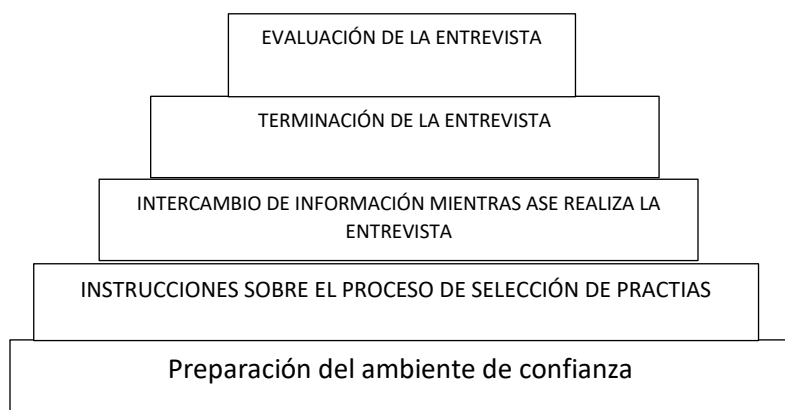 EVALUACIÓN DE LA ENTREVISTA
TERMINACIÓN DE LA ENTREVISTA
INTERCAMBIO DE INFORMACIÓN MIENTRAS ASE REALIZA LA
ENTREVISTA
INSTRUCCIONES SOBRE EL PROCESO DE SELECCIÓN DE PRACTIAS
Preparación del ambiente de confianza